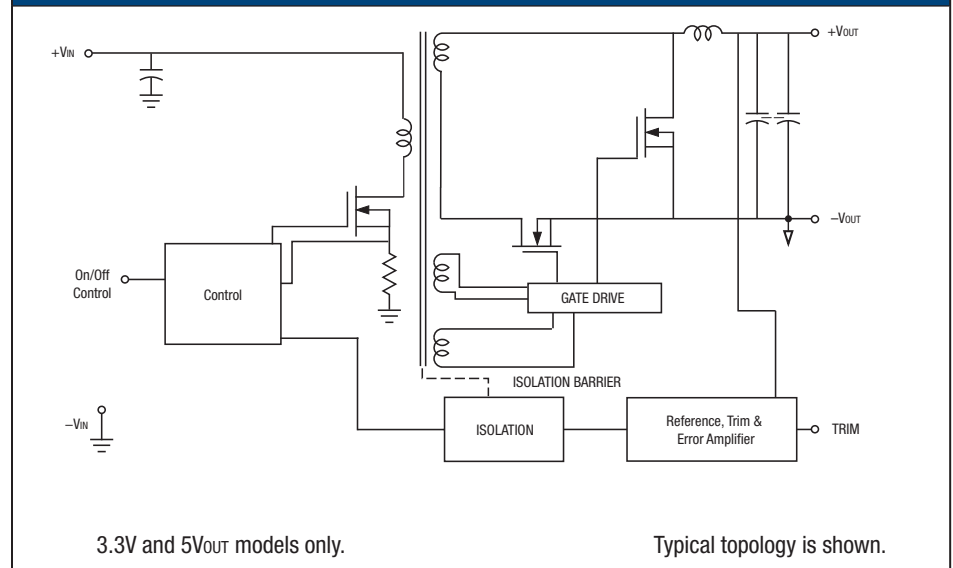 +VIN
+VOUT
-VOUT
On/Off
Control
Control
GATE DRIVE
ISOLATION BARRIER
−VIN
ISOLATION
Reference, Trim &
Error Amplifier
TRIM
3.3V and 5VOUT models only.
Typical topology is shown.